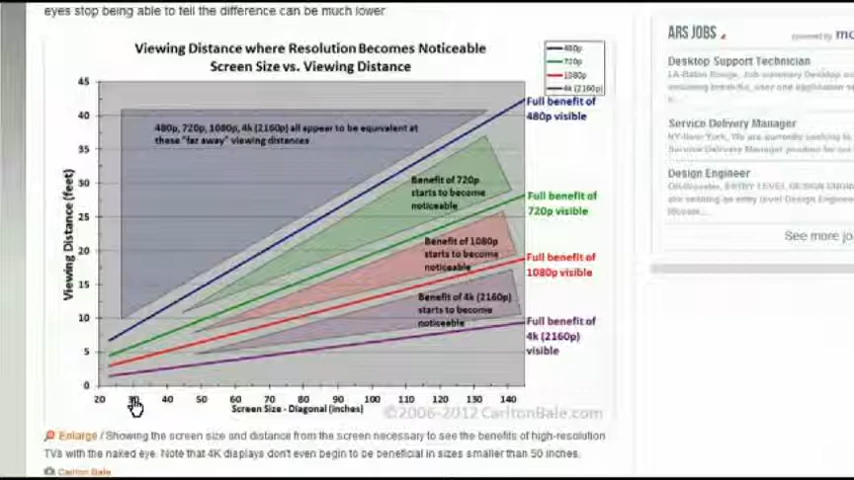 eyes stop being able to tell the difference can be much lower
Viewing Distance where Resolution Becomes Noticeable
Screen Size vs. Viewing Distance
480p
720p
1080p
4k (2160p)
45
40
35
30
25
20
15
10
5
0
Viewing Distance (feet)
480p, 720p, 1080p, 4k (2160p) all appear to be equivalent at
these "far away" viewing distances
Full benefit of
480p visible
Benefit of 720p
starts to become
noticeable
Full benefit of
720p visible
Benefit of 1080p
starts to become
noticeable
Full benefit of
1080p visible
Benefit of 4k (2160p)
starts to become
noticeable
Full benefit of
4k (2160p)
visible
20 30 40 50 60 70 80 90 100 110 120 130 140
Screen Size - Diagonal (inches)
©2006-2012 CarltonBale.com
Enlarge / Showing the screen size and distance from the screen necessary to see the benefits of high-resolution
TVs with the naked eye. Note that 4K displays don't even begin to be beneficial in sizes smaller than 50 inches.
Carlton Bale
ARS JOBS
powered by
Desktop Support Technician
Service Delivery Manager
NY-New York, We are currently seeking
Design Engineer
See more jo